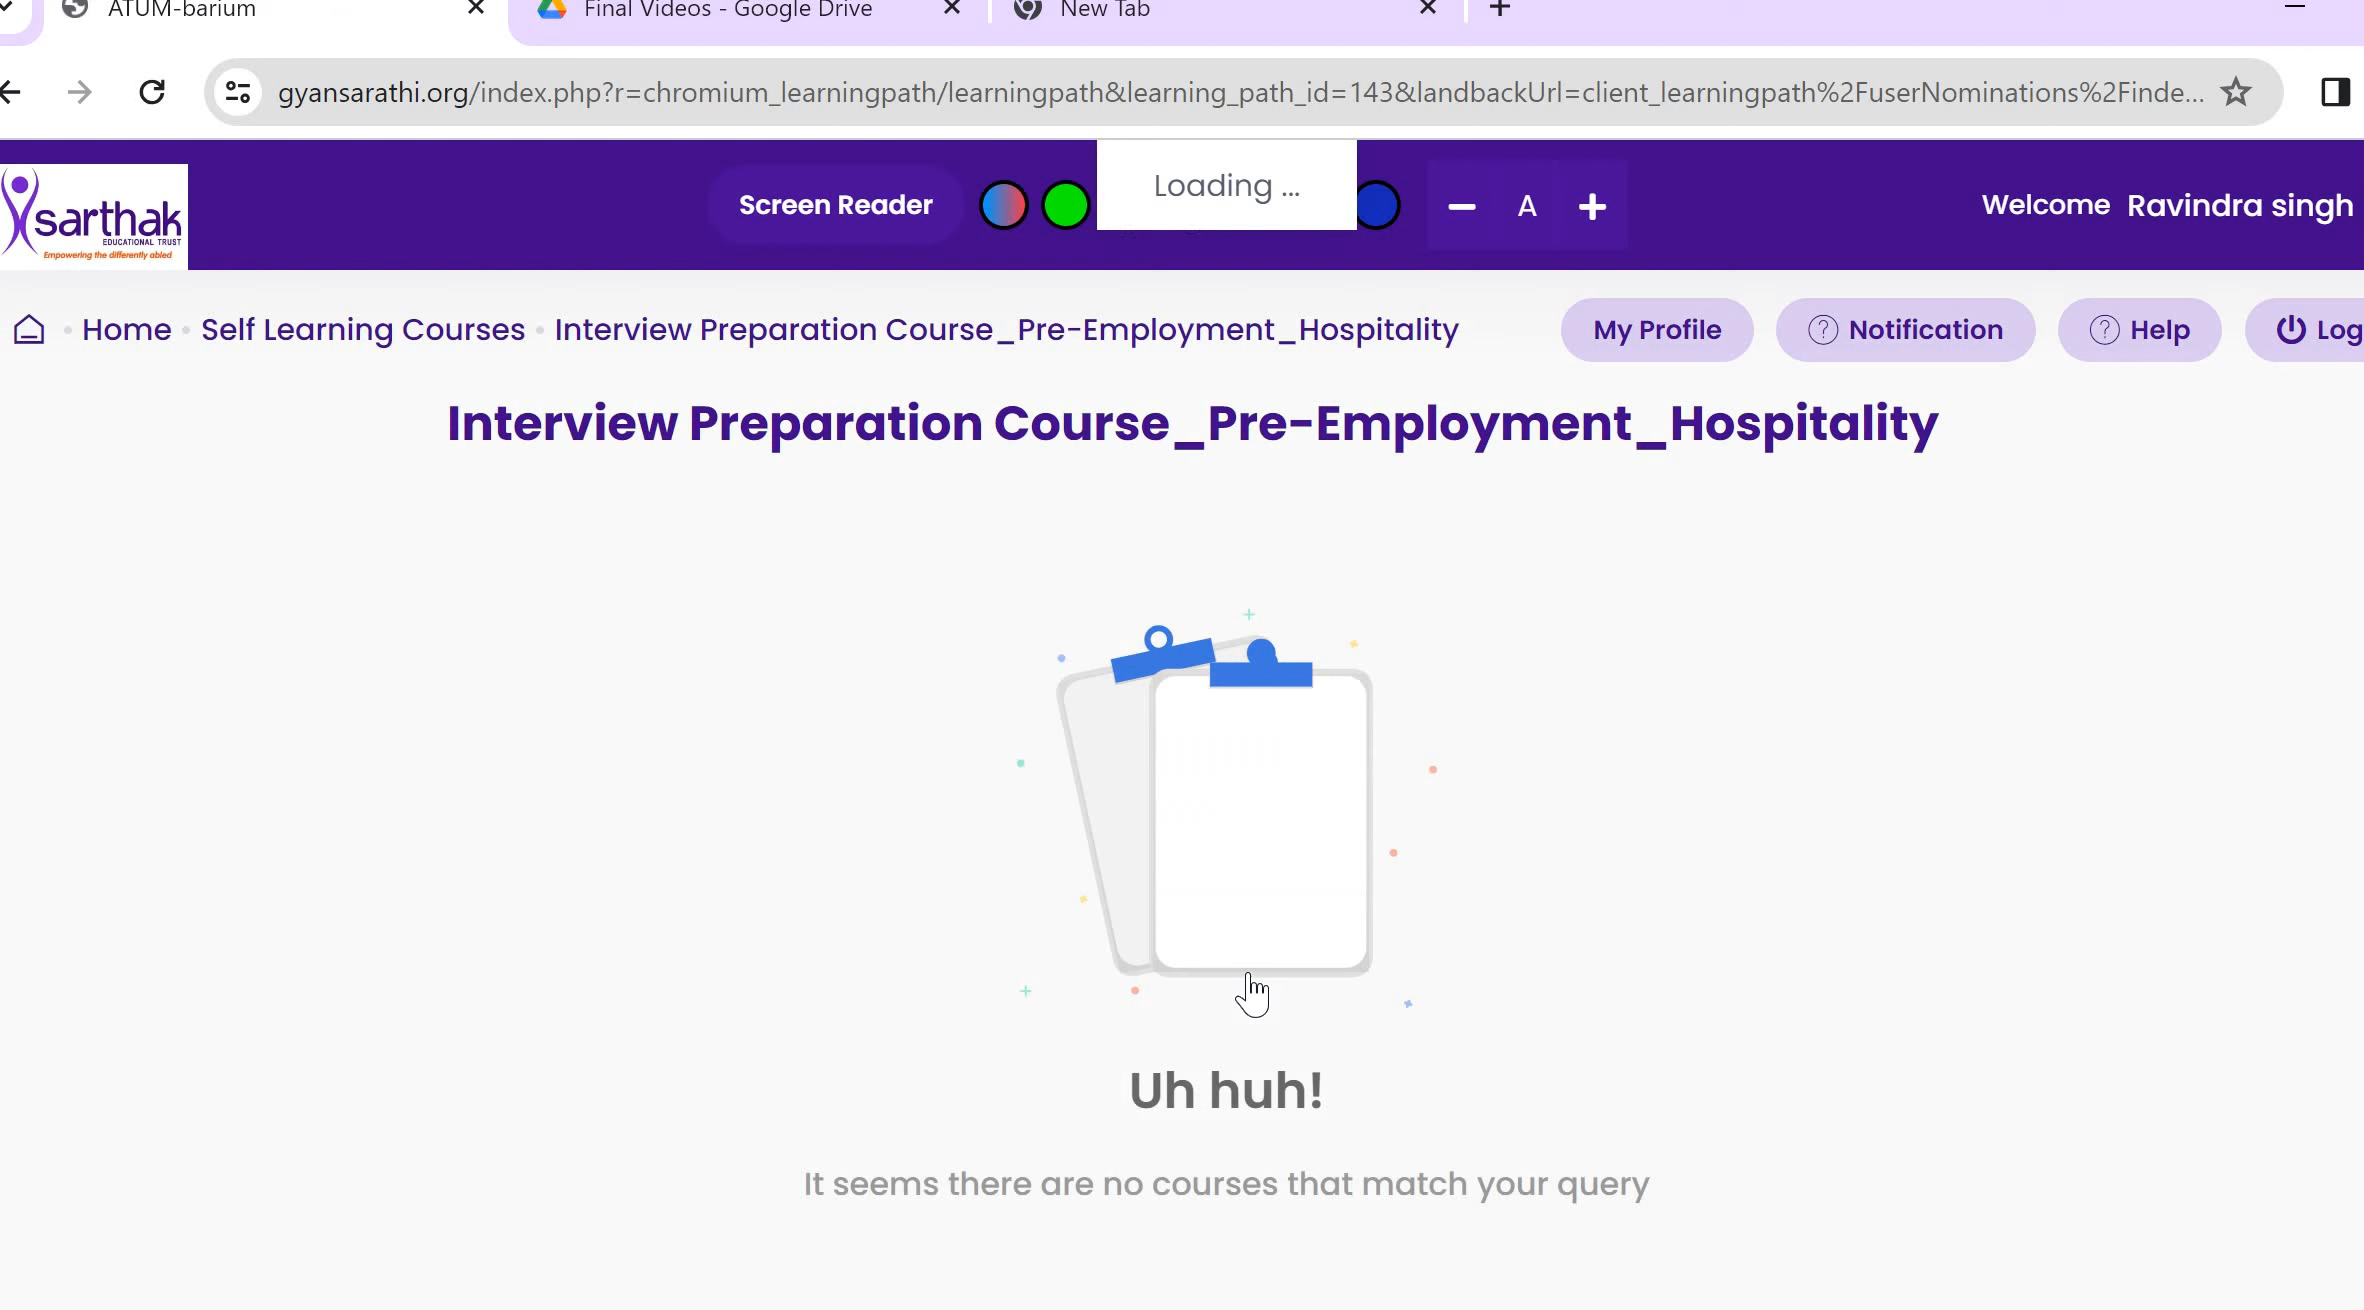 ATUM-barium
Final Videos - Google Drive
New Tab
gyansarathi.org/index.php?r=chromium_learningpath/learningpath&learning_path_id=143&landbackUrl=client_learningpath%2FuserNominations%2Finde...
sarthak
EDUCATIONAL TRUST
Empowering the differently abled
Screen Reader
Loading ...
A
Welcome Ravindra singh
Home Self Learning Courses Interview Preparation Course_Pre-Employment_Hospitality
My Profile
Notification
Help
Log
Interview Preparation Course_Pre-Employment_Hospitality
Uh huh!
It seems there are no courses that match your query